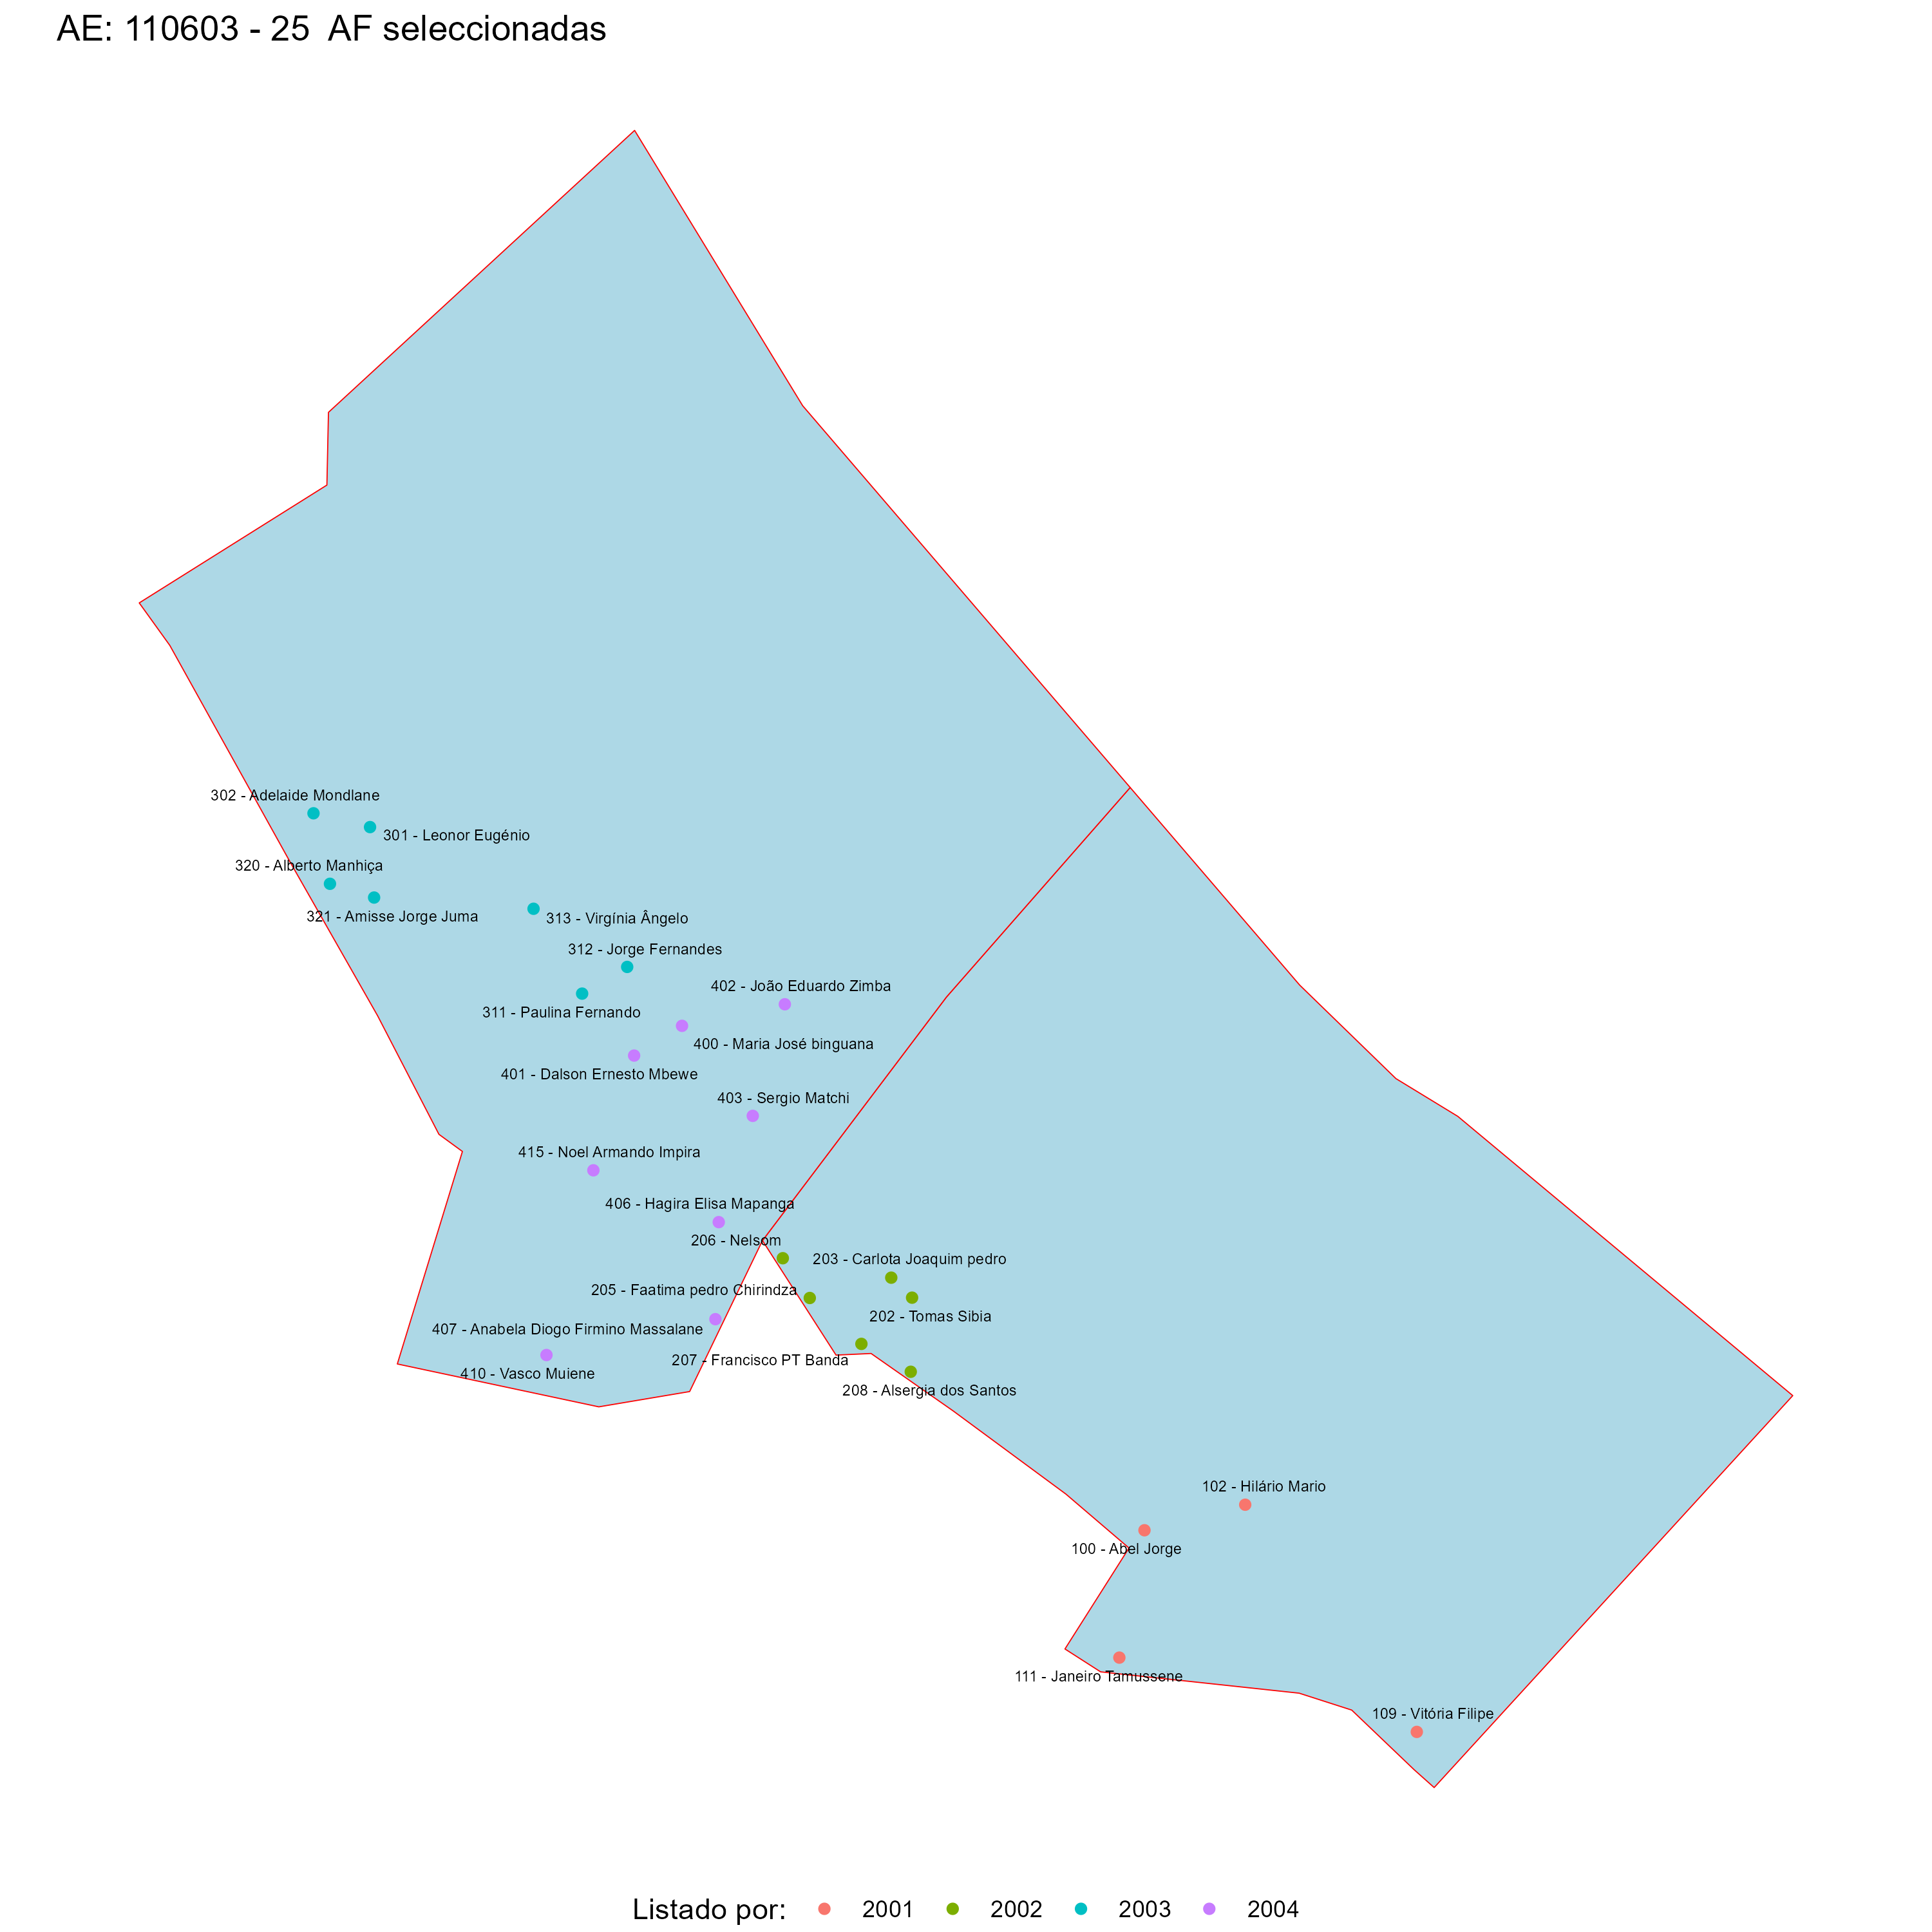 AE: 110603 - 25  AF seleccionadas
302 - Adelaide Mondlane
301 - Leonor Eugénio
320 - Alberto Manhiça
321 - Amisse Jorge Juma
313 - Virgínia Ângelo
312 - Jorge Fernandes
402 - João Eduardo Zimba
311 - Paulina Fernando
400 - Maria José binguana
401 - Dalson Ernesto Mbewe
403 - Sergio Matchi
415 - Noel Armando Impira
406 - Hagira Elisa Mapanga
206 - Nelsom
203 - Carlota Joaquim pedro
205 - Faatima pedro Chirindza
202 - Tomas Sibia
407 - Anabela Diogo Firmino Massalane
207 - Francisco PT Banda
410 - Vasco Muiene
208 - Alsergia dos Santos
102 - Hilário Mario
100 - Abel Jorge
111 - Janeiro Tamussene
109 - Vitória Filipe
Listado por: 2001 2002 2003 2004